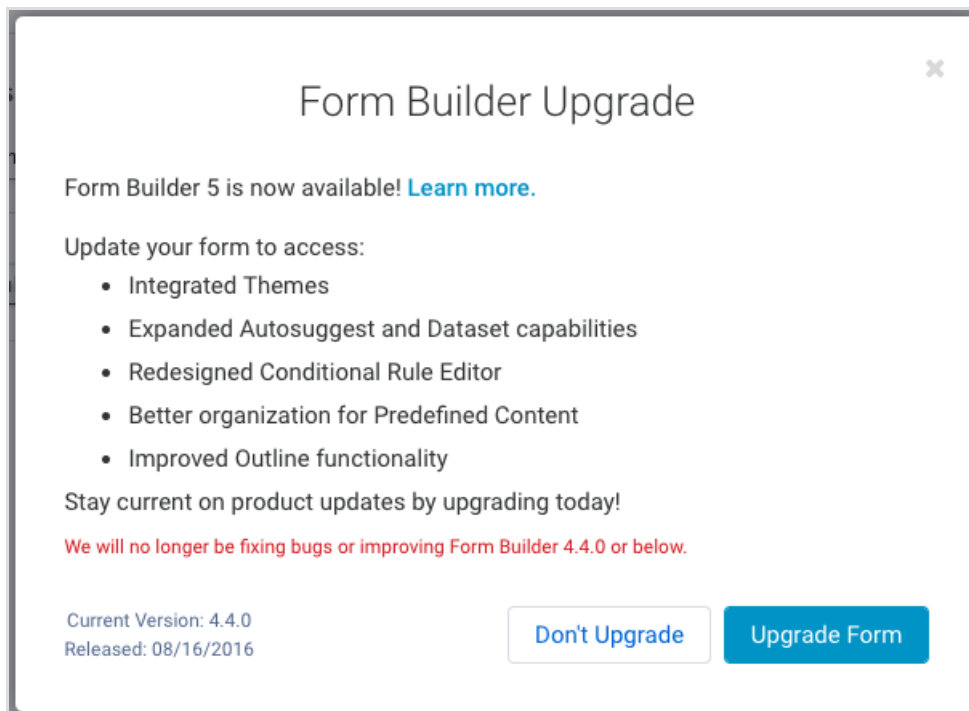 Form Builder Upgrade
Form Builder 5 is now available! Learn more.
Update your form to access:
• Integrated Themes
• Expanded Autosuggest and Dataset capabilities
• Redesigned Conditional Rule Editor
• Better organization for Predefined Content
• Improved Outline functionality
Stay current on product updates by upgrading today!
We will no longer be fixing bugs or improving Form Builder 4.4.0 or below.
Current Version: 4.4.0
Released: 08/16/2016
Don't Upgrade
Upgrade Form